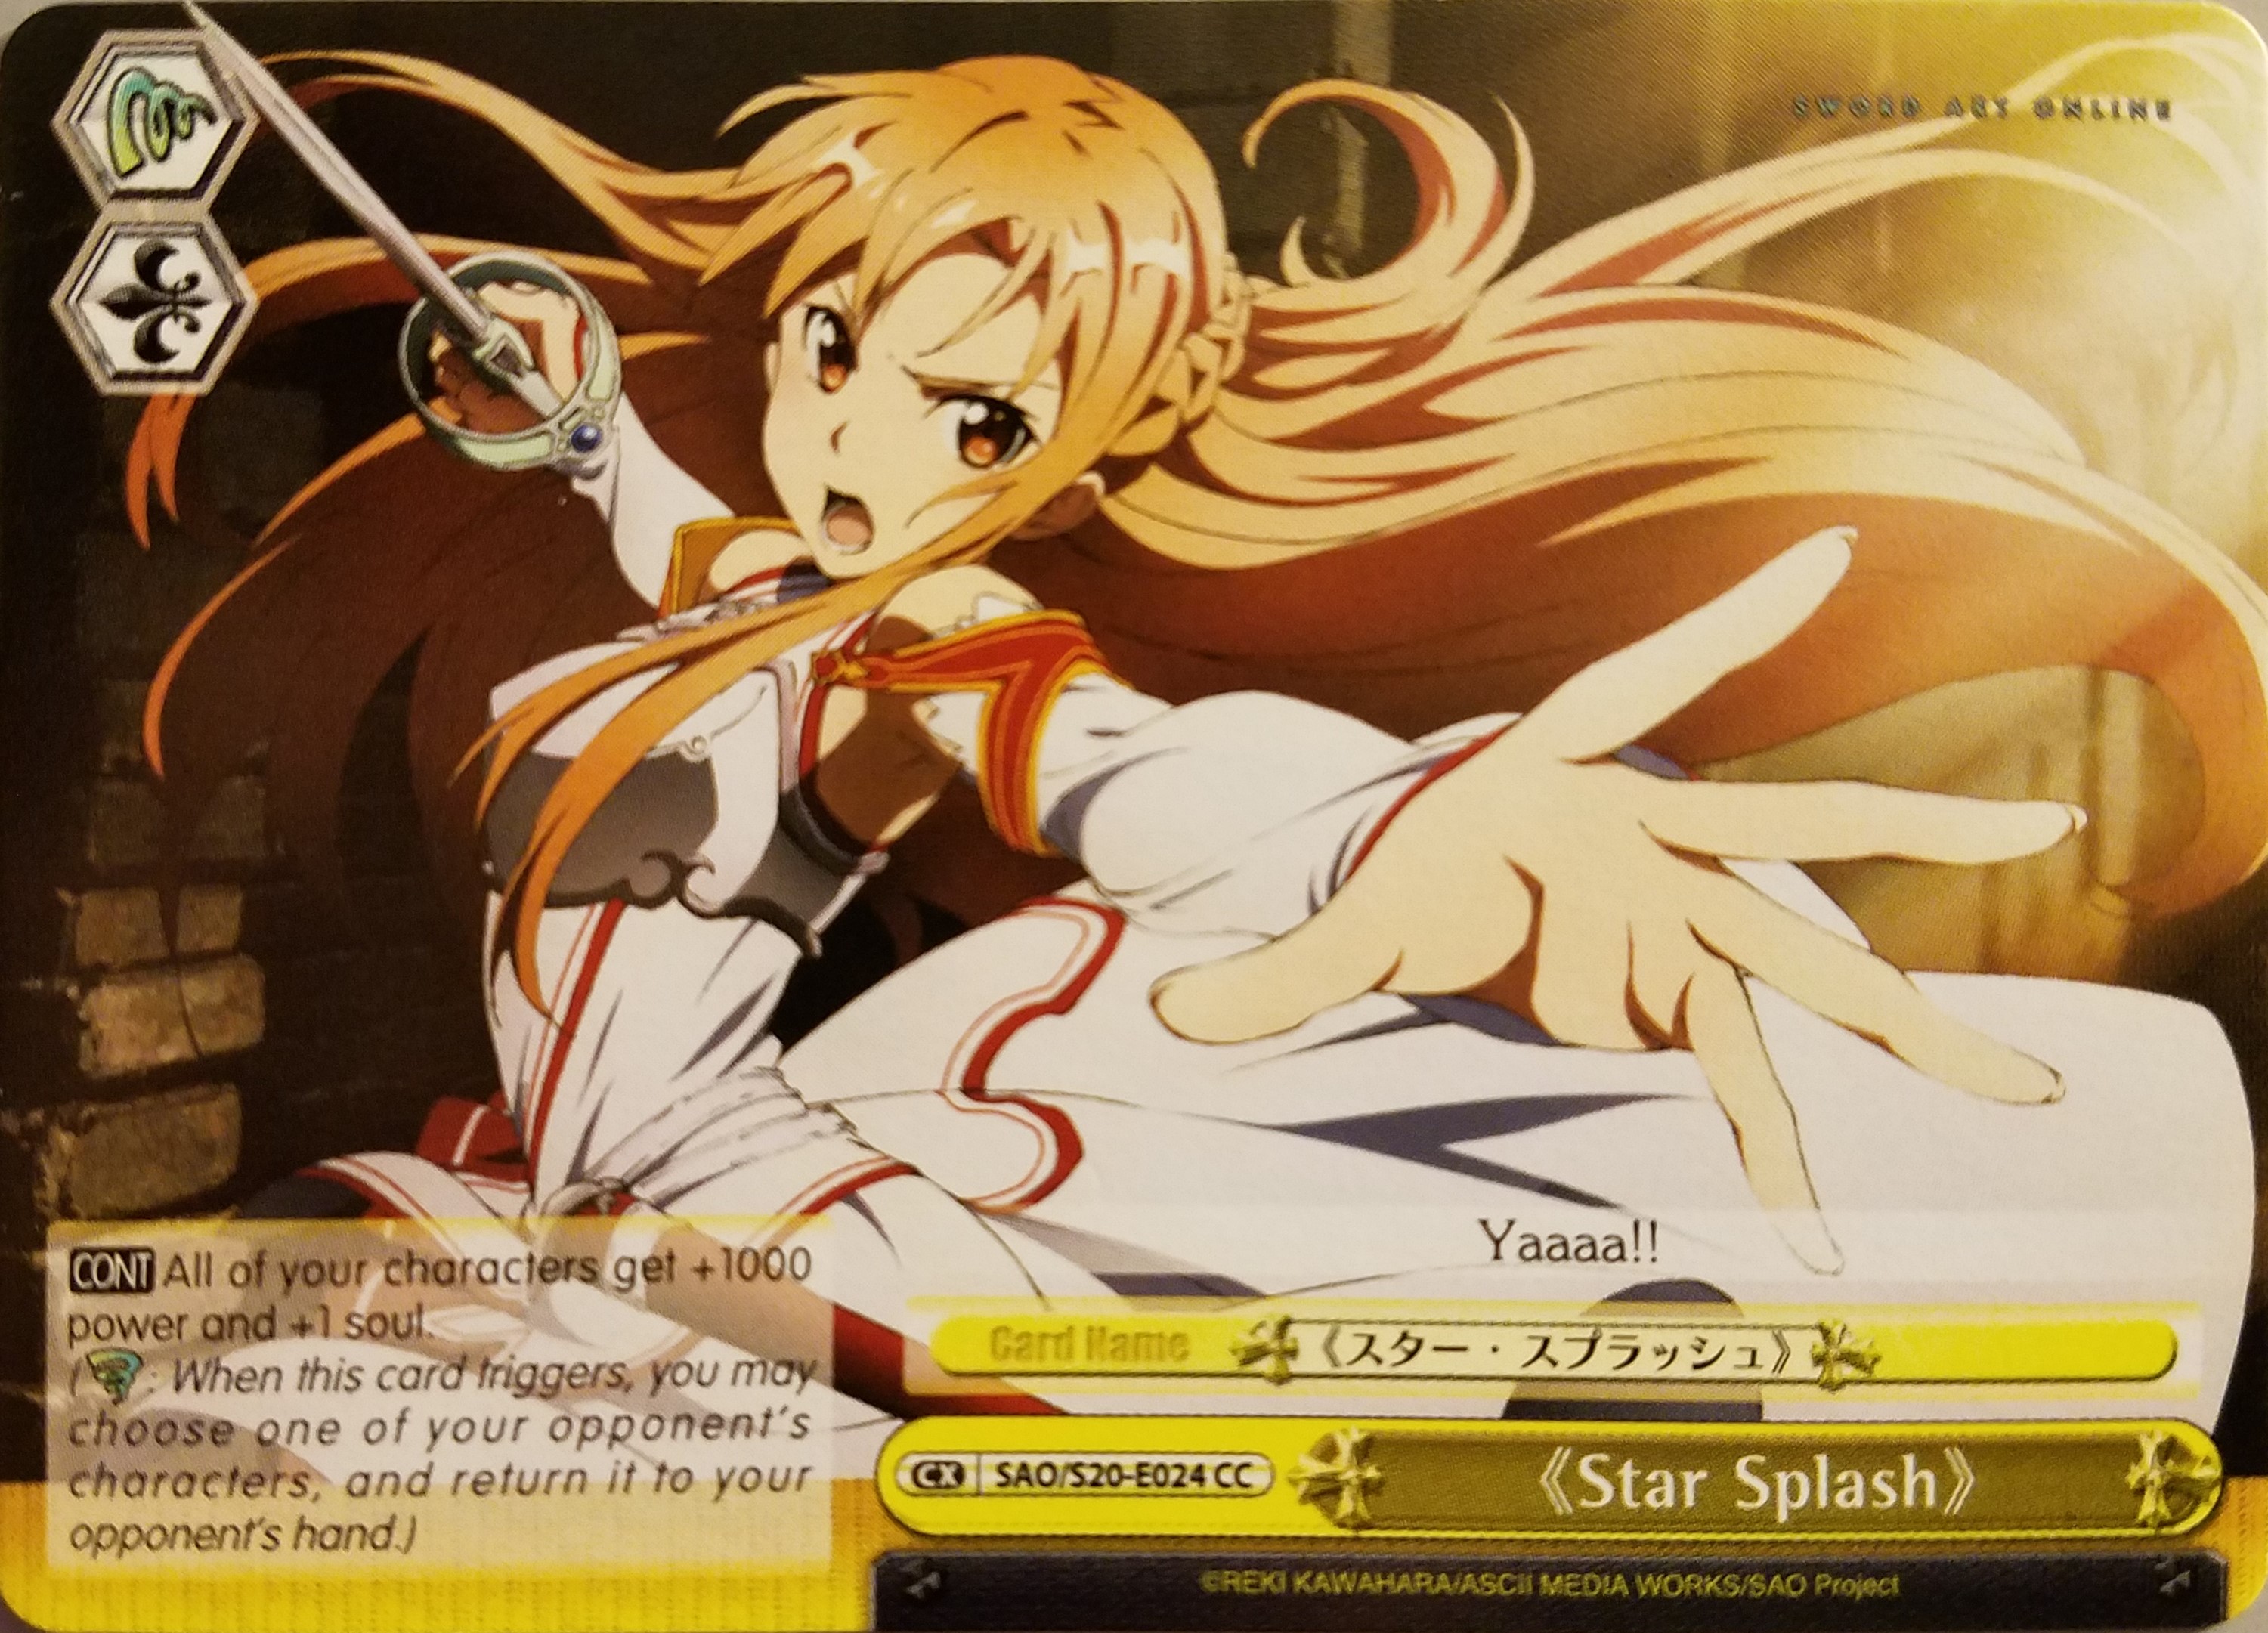 SWORD ART ONLINE
CONT All of your characters get +1000
power and +1 soul.
( : When this card triggers, you may
choose one of your opponent's
characters, and return it to your
opponent's hand.)
Yaaaa!!
Card Name 《スター・スプラッシュ》
CX SAO/S20-E024 CC 《Star Splash》
©REKI KAWAHARA/ASCII MEDIA WORKS/SAO Project